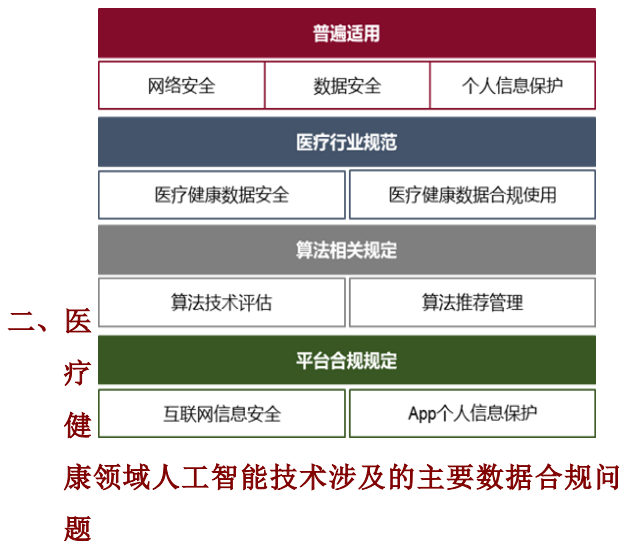 普遍适用
网络安全 数据安全 个人信息保护
医疗行业规范
医疗健康数据安全 医疗健康数据合规使用
算法相关规定
算法技术评估 算法推荐管理
平台合规规定
互联网信息安全 App个人信息保护
二、医
疗
健
康领域人工智能技术涉及的主要数据合规问
题